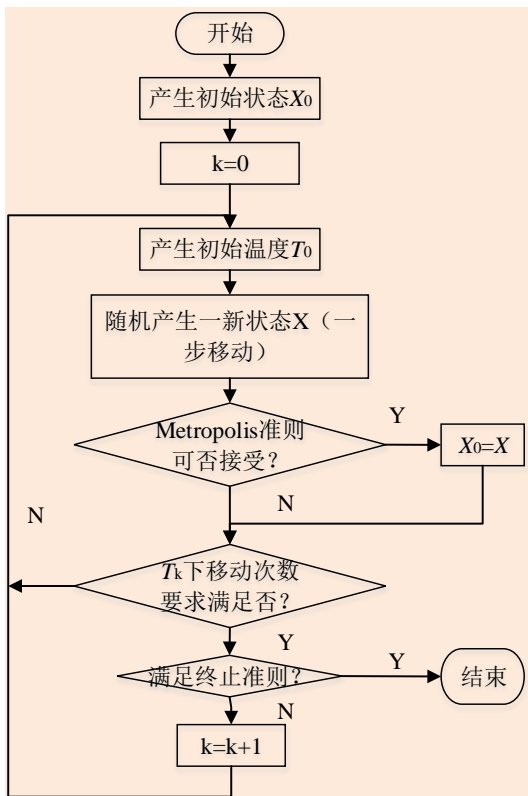 开始
产生初始状态X0
k=0
产生初始温度T0
随机产生一新状态X（一
步移动）
Metropolis准则
可否接受？
Y
X0=X
N
N
Tk下移动次数
要求满足否？
Y
满足终止准则？
Y
结束
N
k=k+1